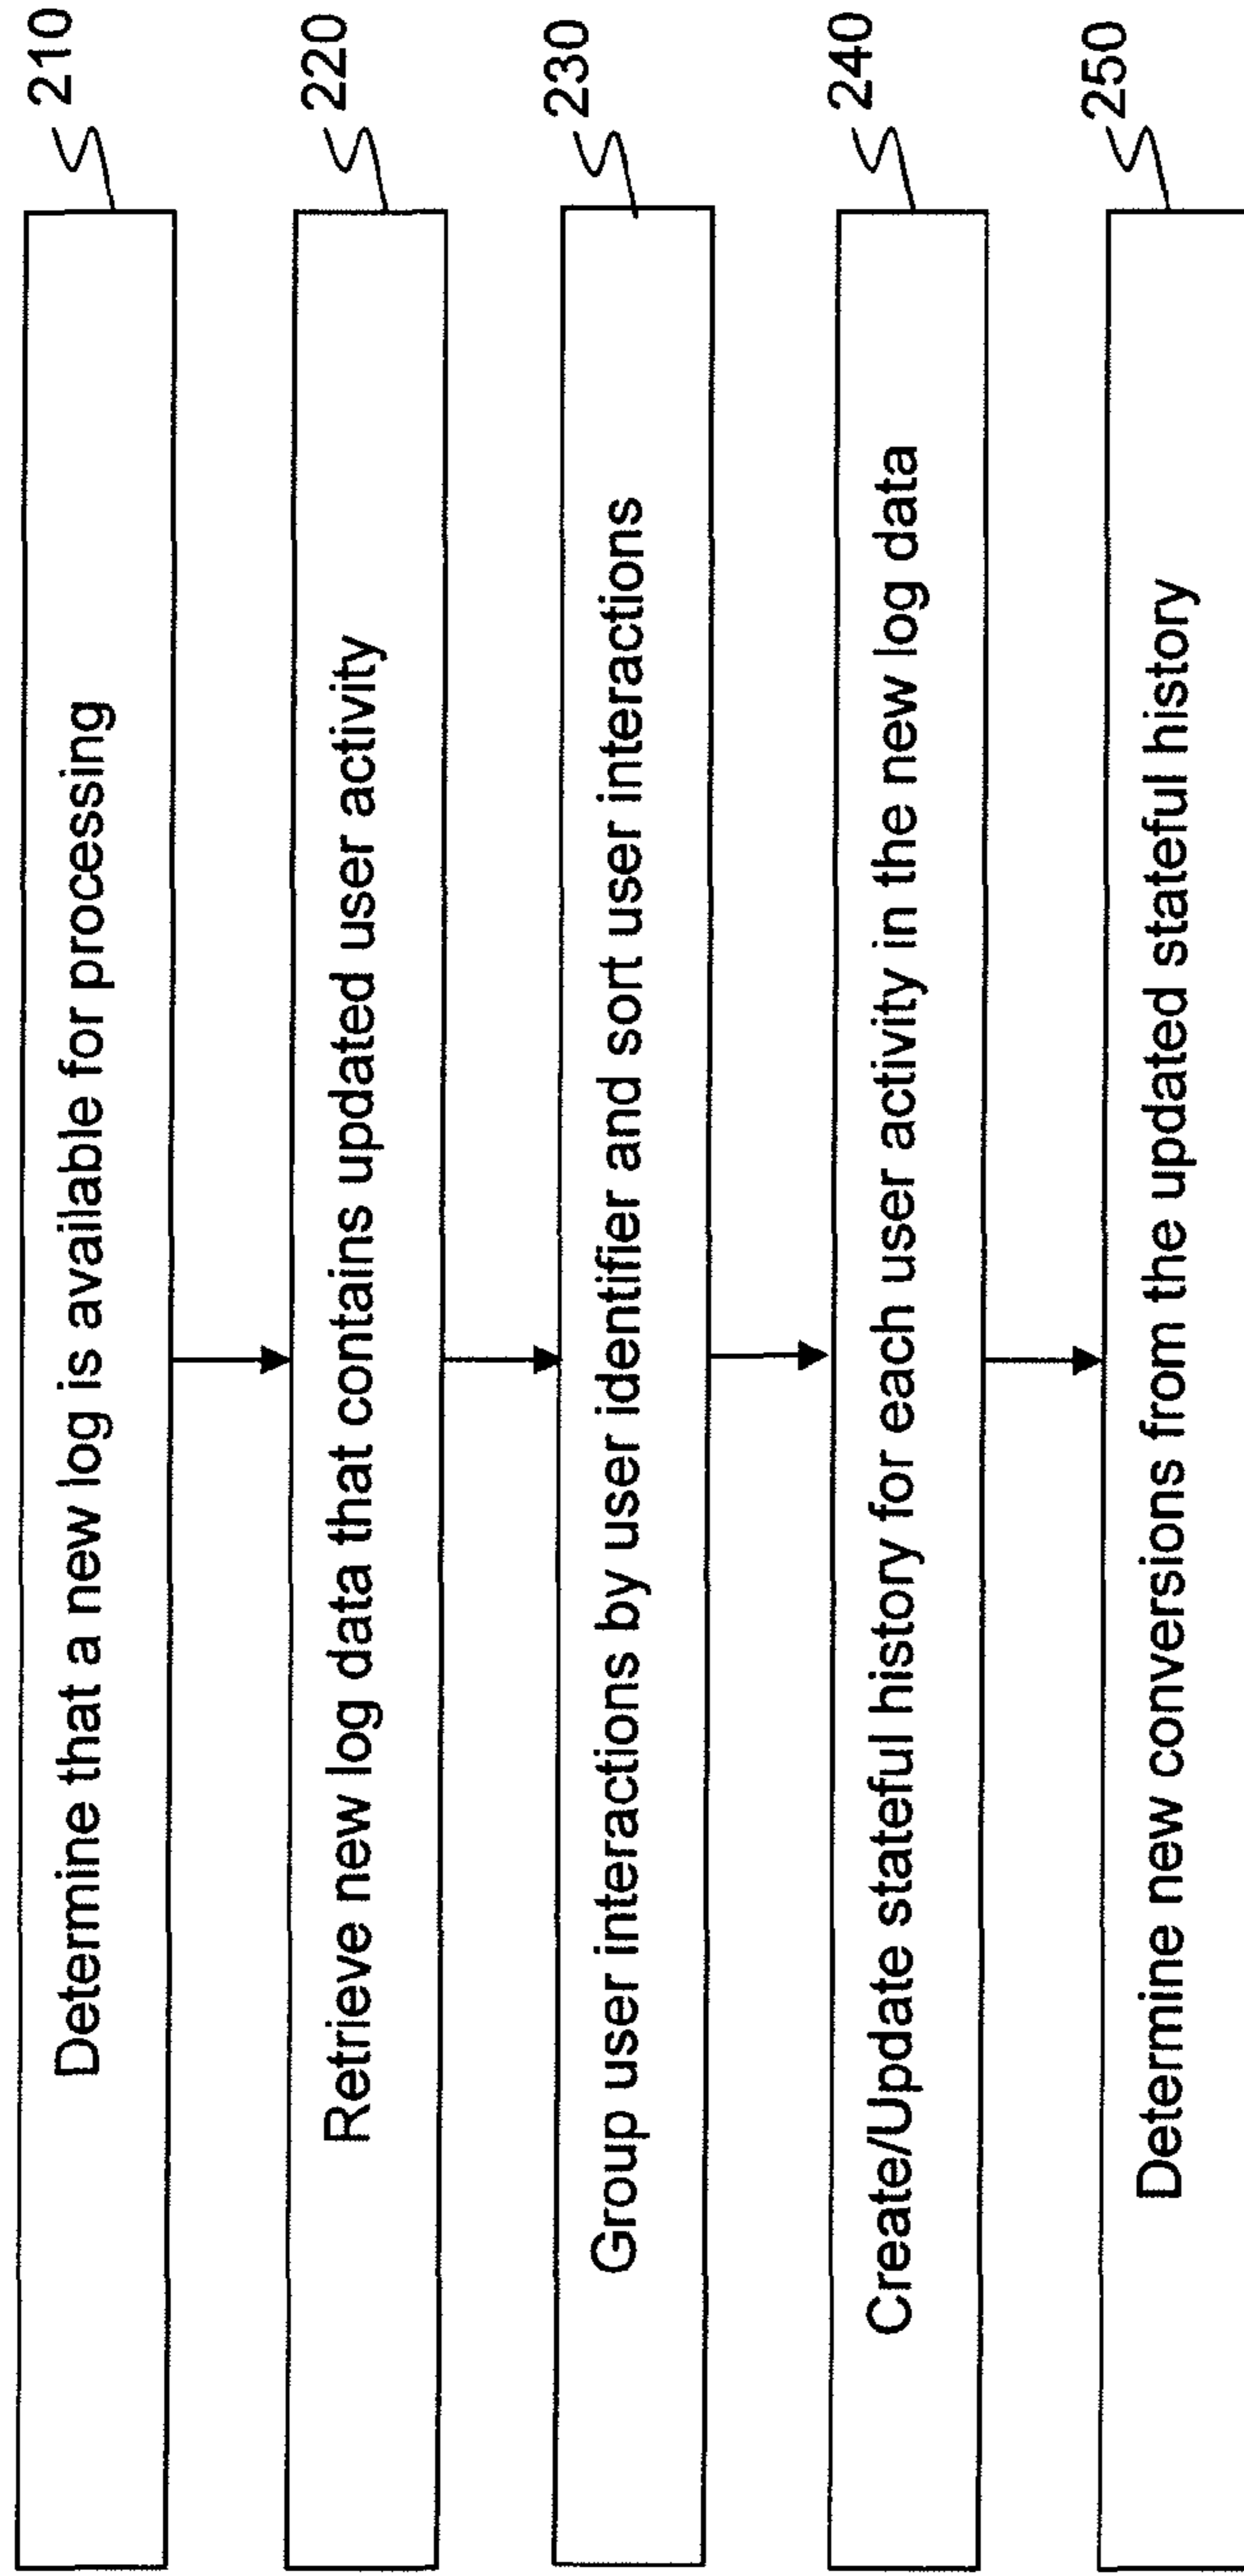 210
Determine that a new log is available for processing
220
Retrieve new log data that contains updated user activity
230
Group user interactions by user identifier and sort user interactions
240
Create/Update stateful history for each user activity in the new log data
250
Determine new conversions from the updated stateful history